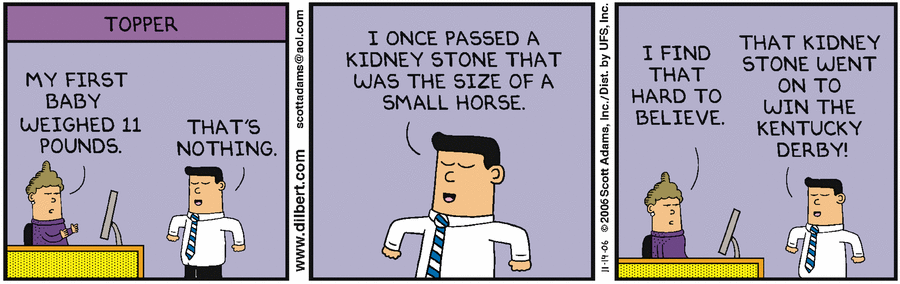 TOPPER
MY FIRST
BABY
WEIGHED 11
POUNDS.
THAT'S
NOTHING.
www.dilbert.com
scottadams@aol.com
I ONCE PASSED A
KIDNEY STONE THAT
WAS THE SIZE OF A
SMALL HORSE.
11-14-06 © 2006 Scott Adams, Inc./Dist. by UFS, Inc.
I FIND
THAT
HARD TO
BELIEVE.
THAT KIDNEY
STONE WENT
ON TO
WIN THE
KENTUCKY
DERBY!